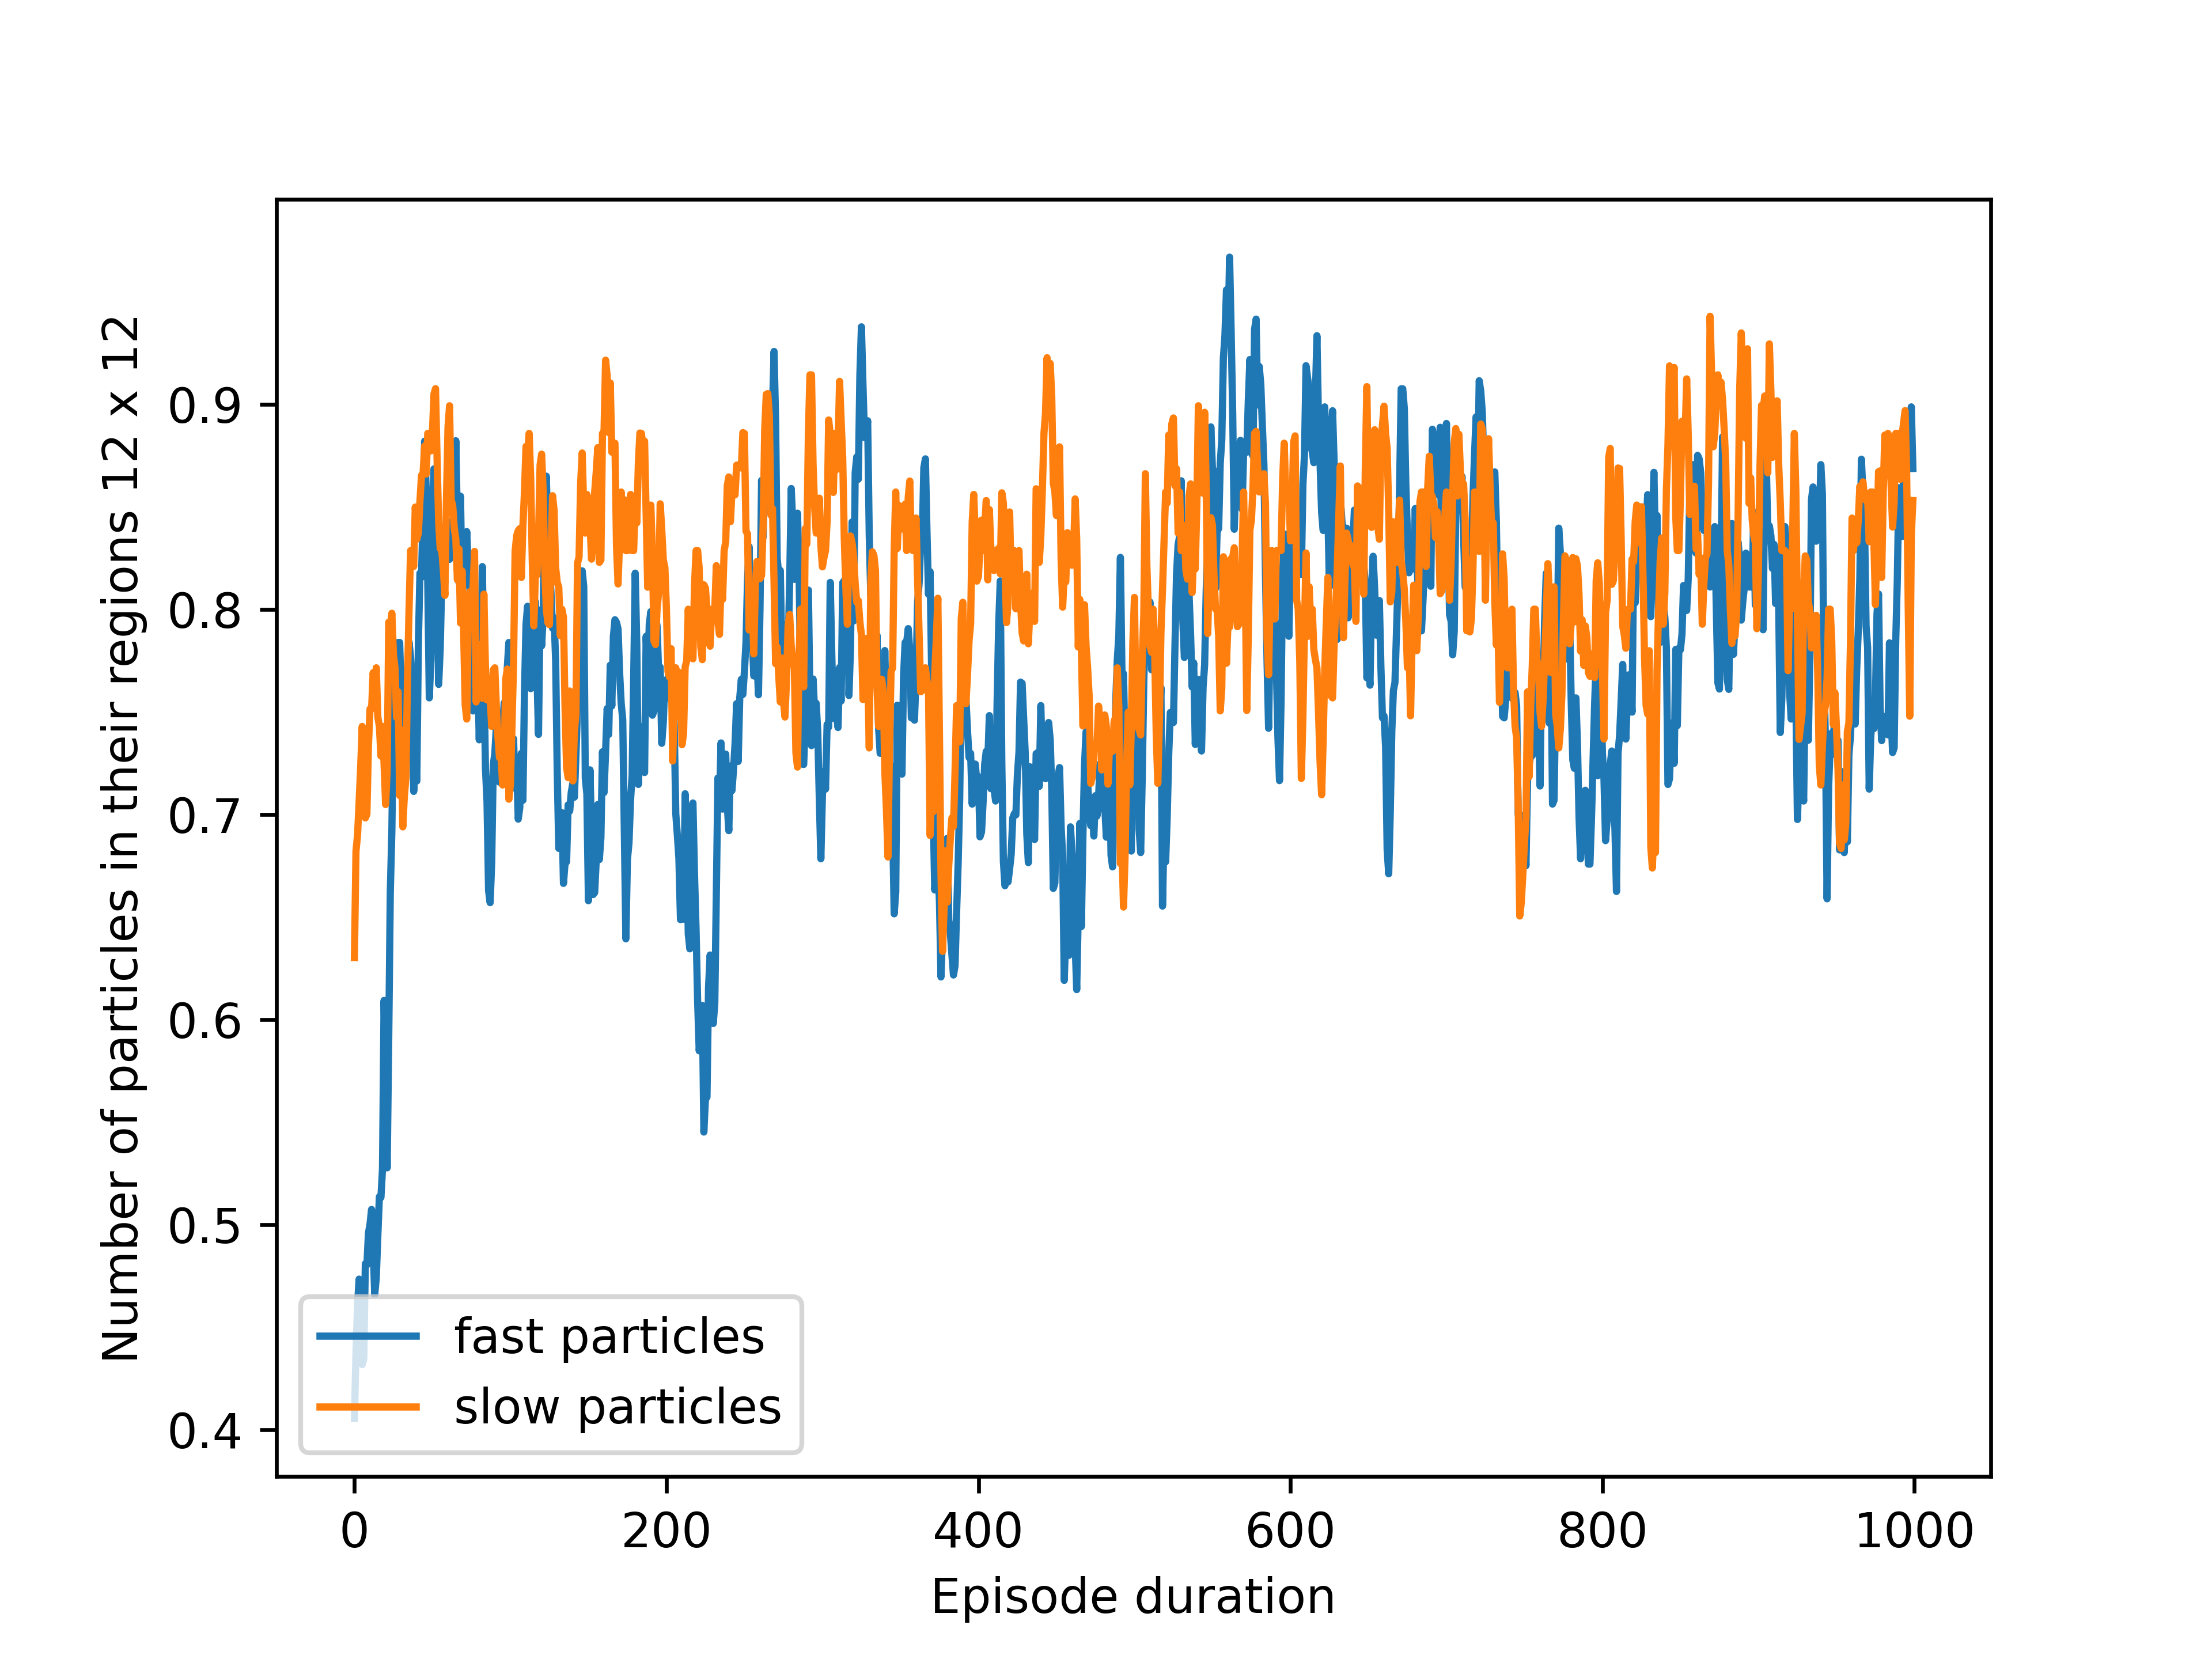 Number of particles in their regions 12 x 12
0.9
0.8
0.7
0.6
0.5
0.4
fast particles
slow particles
0 200 400 600 800 1000
Episode duration